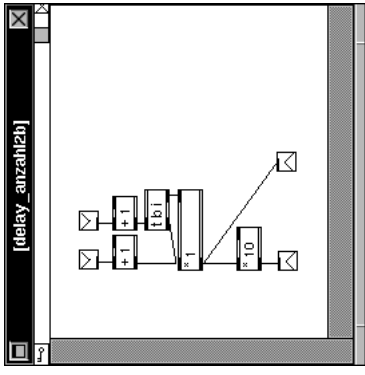 [delay_anzahl2b]
+ 1
+ 1
t b i
* 1
* 10